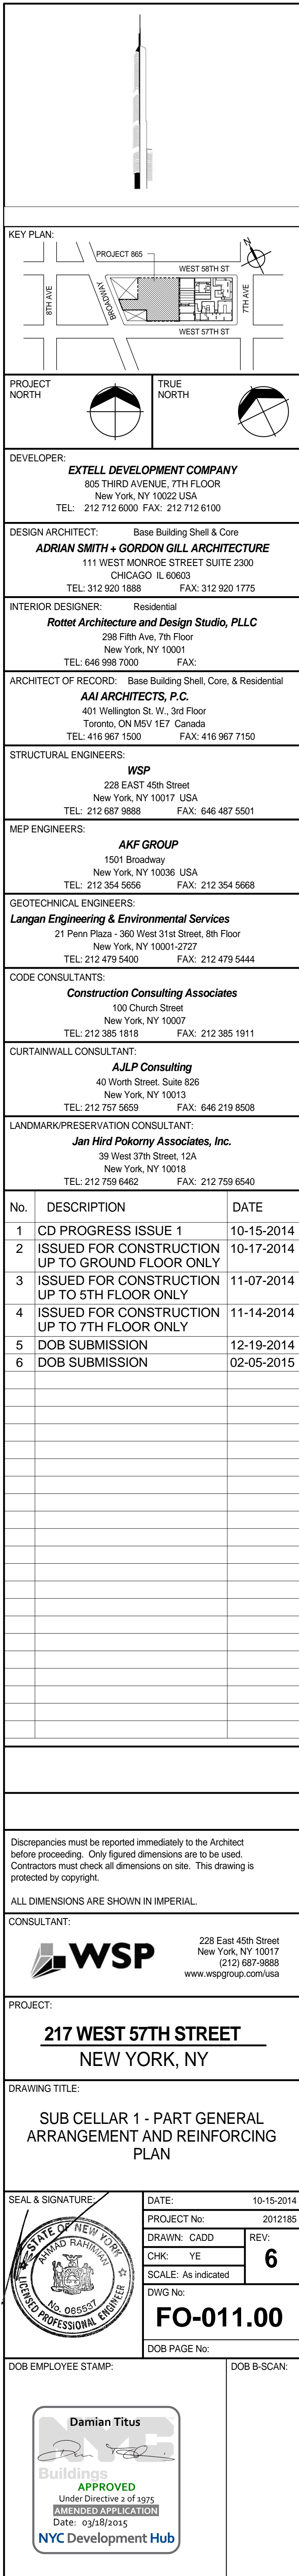 KEY PLAN:
N
PROJECT 865
WEST 58TH ST
8TH AVE
BROADWAY
7TH AVE
WEST 57TH ST
PROJECT
NORTH
TRUE
NORTH
DEVELOPER:
EXTELL DEVELOPMENT COMPANY
805 THIRD AVENUE, 7TH FLOOR
New York, NY 10022 USA
TEL: 212 712 6000 FAX: 212 712 6100
DESIGN ARCHITECT: Base Building Shell & Core
ADRIAN SMITH + GORDON GILL ARCHITECTURE
111 WEST MONROE STREET SUITE 2300
CHICAGO IL 60603
TEL: 312 920 1888 FAX: 312 920 1775
INTERIOR DESIGNER: Residential
Rottet Architecture and Design Studio, PLLC
298 Fifth Ave, 7th Floor
New York, NY 10001
TEL: 646 998 7000 FAX:
ARCHITECT OF RECORD: Base Building Shell, Core, & Residential
AAI ARCHITECTS, P.C.
401 Wellington St. W., 3rd Floor
Toronto, ON M5V 1E7 Canada
TEL: 416 967 1500 FAX: 416 967 7150
STRUCTURAL ENGINEERS:
WSP
228 EAST 45th Street
New York, NY 10017 USA
TEL: 212 687 9888 FAX: 646 487 5501
MEP ENGINEERS:
AKF GROUP
1501 Broadway
New York, NY 10036 USA
TEL: 212 354 5656 FAX: 212 354 5668
GEOTECHNICAL ENGINEERS:
Langan Engineering & Environmental Services
21 Penn Plaza - 360 West 31st Street, 8th Floor
New York, NY 10001-2727
TEL: 212 479 5400 FAX: 212 479 5444
CODE CONSULTANTS:
Construction Consulting Associates
100 Church Street
New York, NY 10007
TEL: 212 385 1818 FAX: 212 385 1911
CURTAINWALL CONSULTANT:
AJLP Consulting
40 Worth Street. Suite 826
New York, NY 10013
TEL: 212 757 5659 FAX: 646 219 8508
LANDMARK/PRESERVATION CONSULTANT:
Jan Hird Pokorny Associates, Inc.
39 West 37th Street, 12A
New York, NY 10018
TEL: 212 759 6462 FAX: 212 759 6540
No. DESCRIPTION DATE
1 CD PROGRESS ISSUE 1 10-15-2014
2 ISSUED FOR CONSTRUCTION 10-17-2014
UP TO GROUND FLOOR ONLY
3 ISSUED FOR CONSTRUCTION 11-07-2014
UP TO 5TH FLOOR ONLY
4 ISSUED FOR CONSTRUCTION 11-14-2014
UP TO 7TH FLOOR ONLY
5 DOB SUBMISSION 12-19-2014
6 DOB SUBMISSION 02-05-2015
Discrepancies must be reported immediately to the Architect
before proceeding. Only figured dimensions are to be used.
Contractors must check all dimensions on site. This drawing is
protected by copyright.
ALL DIMENSIONS ARE SHOWN IN IMPERIAL.
CONSULTANT:
WSP
228 East 45th Street
New York, NY 10017
(212) 687-9888
www.wspgroup.com/usa
PROJECT:
217 WEST 57TH STREET
NEW YORK, NY
DRAWING TITLE:
SUB CELLAR 1 - PART GENERAL
ARRANGEMENT AND REINFORCING
PLAN
SEAL & SIGNATURE:
STATE OF NEW YORK
AHMAD RAHIMIAN
No. 065537
LICENSED PROFESSIONAL ENGINEER
DATE: 10-15-2014
PROJECT No: 2012185
DRAWN: CADD
REV:
CHK: YE
6
SCALE: As indicated
DWG No:
FO-011.00
DOB PAGE No:
DOB EMPLOYEE STAMP:
DOB B-SCAN:
NYC
Damian Titus
Buildings
APPROVED
Under Directive 2 of 1975
AMENDED APPLICATION
Date: 03/18/2015
NYC Development Hub